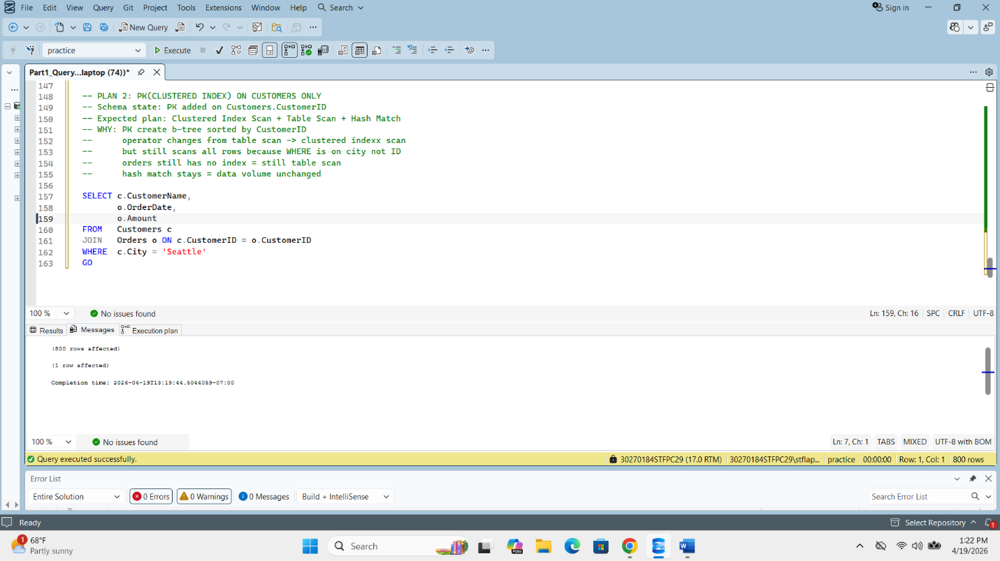 File Edit View Query Git Project Tools Extensions Window Help Search Sign in
New Query
practice Execute
Part1_Query...laptop (74))*
147
148 -- PLAN 2: PK(CLUSTERED INDEX) ON CUSTOMERS ONLY
149 -- Schema state: PK added on Customers.CustomerID
150 -- Expected plan: Clustered Index Scan + Table Scan + Hash Match
151 -- WHY: PK create b-tree sorted by CustomerID
152 -- operator changes from table scan -> clustered indexx scan
153 -- but still scans all rows because WHERE is on city not ID
154 -- orders still has no index = still table scan
155 -- hash match stays = data volume unchanged
156
157 SELECT c.CustomerName,
158 o.OrderDate,
159 o.Amount
160 FROM Customers c
161 JOIN Orders o ON c.CustomerID = o.CustomerID
162 WHERE c.City = 'Seattle'
163 GO
100 % No issues found Ln: 159, Ch: 16 SPC CRLF UTF-8
Results Messages Execution plan
(800 rows affected)
(1 row affected)
Completion time: 2026-04-19T13:19:44.5044059-07:00
100 % No issues found Ln: 7, Ch: 1 TABS MIXED UTF-8 with BOM
Query executed successfully. 30270184STFPC29 (17.0 RTM) 30270184STFPC29\stflap... practice 00:00:00 Row: 1, Col: 1 800 rows
Error List
Entire Solution 0 Errors 0 Warnings 0 Messages Build + IntelliSense Search Error List
Ready Select Repository 1
1 68°F Search 1:22 PM
Partly sunny 4/19/2026